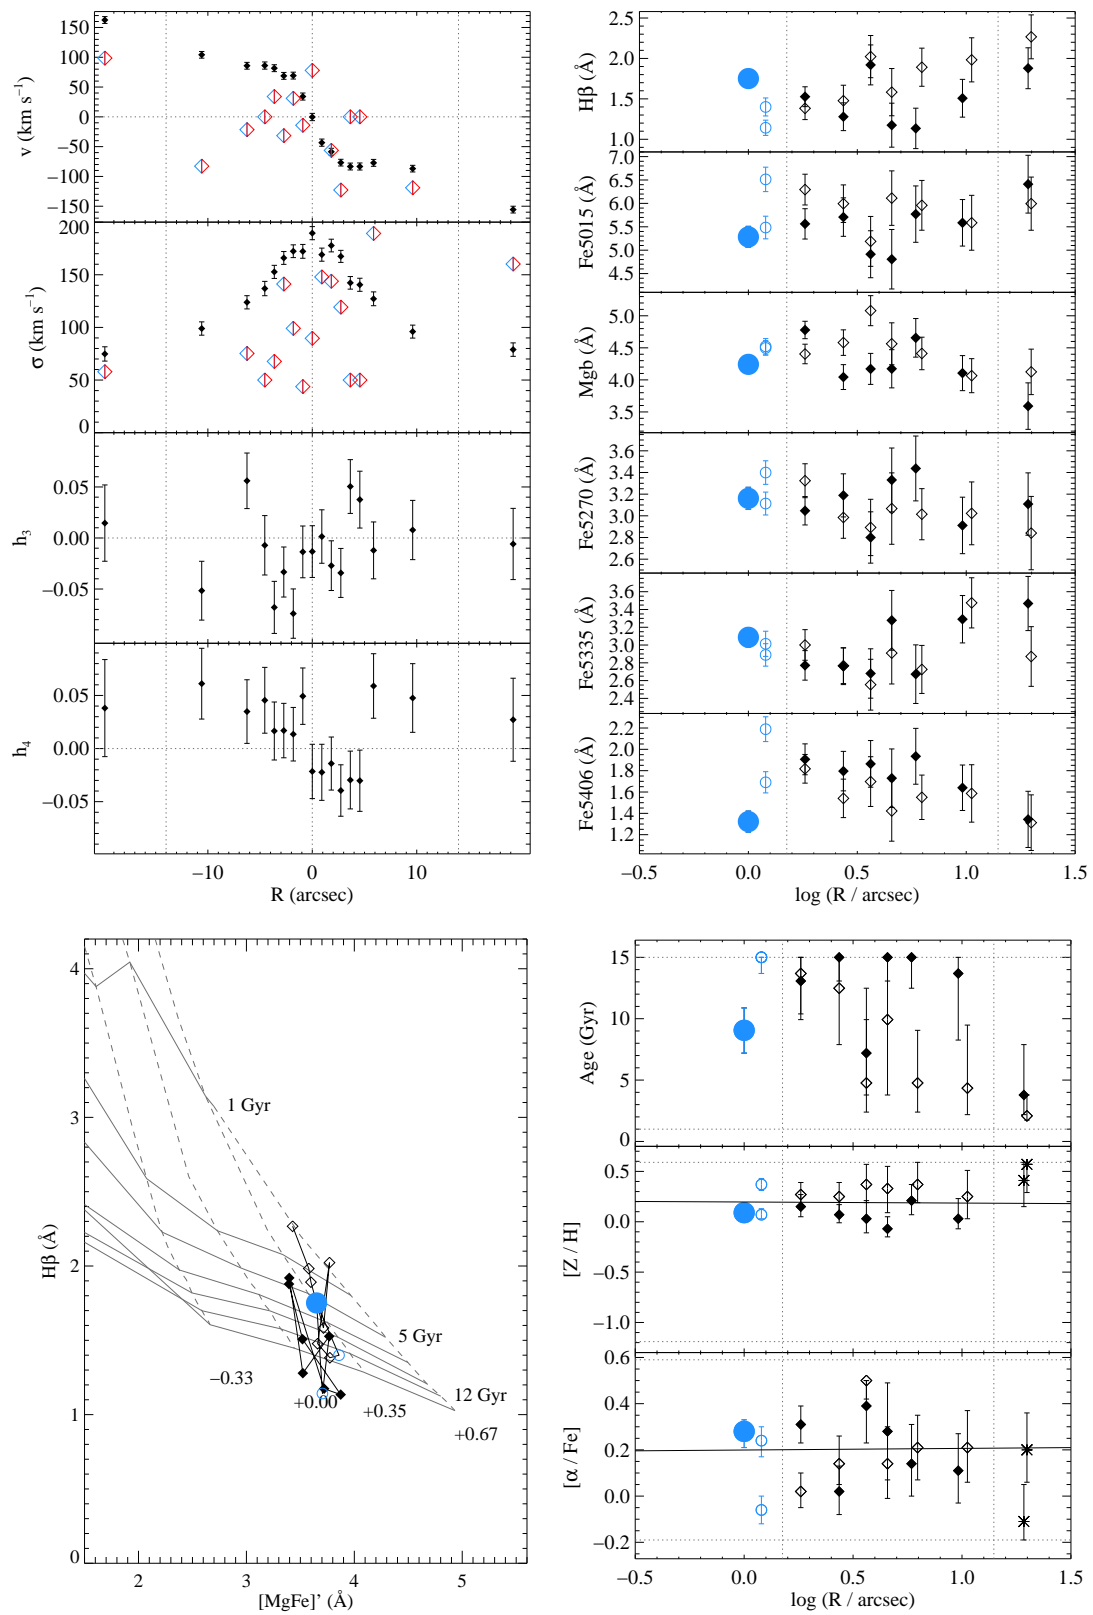 150
100
50
0
−50
−100
−150
v (km s−1)
200
150
100
50
0
σ (km s−1)
0.05
0.00
−0.05
h3
0.05
0.00
−0.05
h4
−10 0 10
R (arcsec)
2.5
2.0
1.5
1.0
Hβ (Å)
7.0
6.5
6.0
5.5
5.0
4.5
Fe5015 (Å)
5.0
4.5
4.0
3.5
Mgb (Å)
3.6
3.4
3.2
3.0
2.8
2.6
Fe5270 (Å)
3.6
3.4
3.2
3.0
2.8
2.6
2.4
Fe5335 (Å)
2.2
2.0
1.8
1.6
1.4
1.2
Fe5406 (Å)
−0.5 0.0 0.5 1.0 1.5
log (R / arcsec)
4
3
2
1
0
Hβ (Å)
1 Gyr
5 Gyr
12 Gyr
−0.33
+0.00
+0.35
+0.67
2 3 4 5
[MgFe]’ (Å)
15
10
5
0
Age (Gyr)
0.5
0.0
−0.5
−1.0
[Z / H]
0.6
0.4
0.2
0.0
−0.2
[α / Fe]
−0.5 0.0 0.5 1.0 1.5
log (R / arcsec)